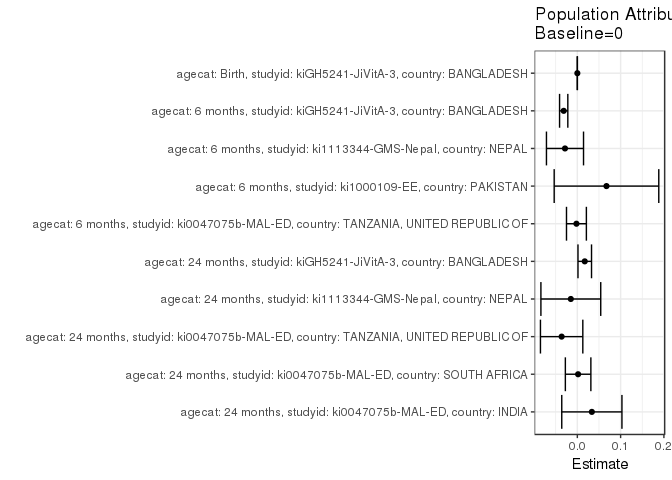 Population Attribu
Baseline=0
agecat: Birth, studyid: kiGH5241-JiVitA-3, country: BANGLADESH
agecat: 6 months, studyid: kiGH5241-JiVitA-3, country: BANGLADESH
agecat: 6 months, studyid: ki1113344-GMS-Nepal, country: NEPAL
agecat: 6 months, studyid: ki1000109-EE, country: PAKISTAN
agecat: 6 months, studyid: ki0047075b-MAL-ED, country: TANZANIA, UNITED REPUBLIC OF
agecat: 24 months, studyid: kiGH5241-JiVitA-3, country: BANGLADESH
agecat: 24 months, studyid: ki1113344-GMS-Nepal, country: NEPAL
agecat: 24 months, studyid: ki0047075b-MAL-ED, country: TANZANIA, UNITED REPUBLIC OF
agecat: 24 months, studyid: ki0047075b-MAL-ED, country: SOUTH AFRICA
agecat: 24 months, studyid: ki0047075b-MAL-ED, country: INDIA
0.0 0.1 0.2
Estimate